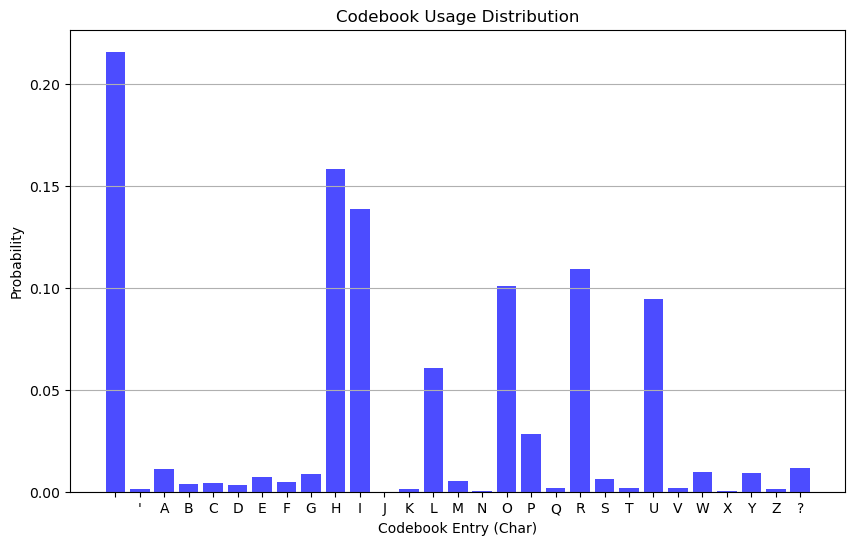 Codebook Usage Distribution
Probability
0.20
0.15
0.10
0.05
0.00
' A B C D E F G H I J K L M N O P Q R S T U V W X Y Z ?
Codebook Entry (Char)